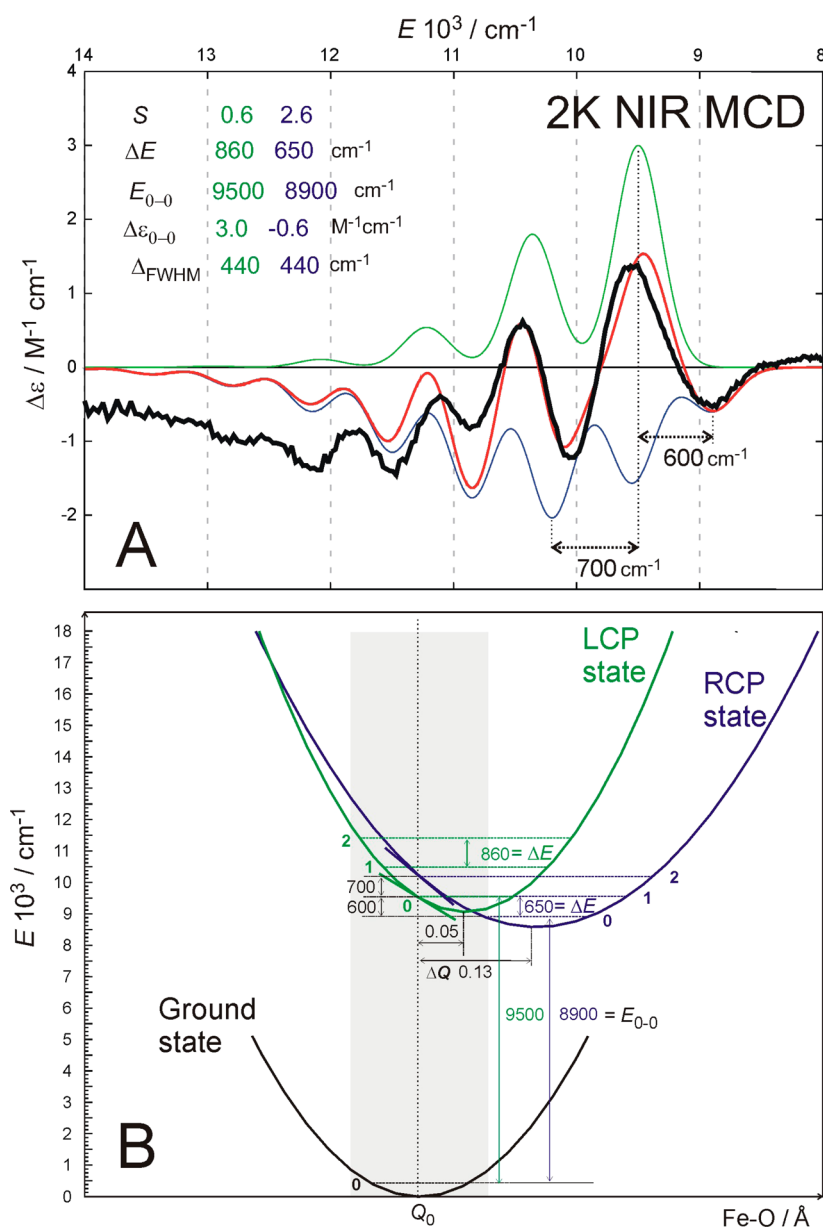 E 10³ / cm⁻¹
14 13 12 11 10 9 8
4
3
2
1
0
-1
-2
Δε / M⁻¹ cm⁻¹
2K NIR MCD
S 0.6 2.6
ΔE 860 650 cm⁻¹
E₀₋₀ 9500 8900 cm⁻¹
Δε₀₋₀ 3.0 -0.6 M⁻¹cm⁻¹
Δ_FWHM 440 440 cm⁻¹
600 cm⁻¹
700 cm⁻¹
A
18
17
16
15
14
13
12
11
10
9
8
7
6
5
4
3
2
1
0
E 10³ / cm⁻¹
LCP
state
RCP
state
2
860 = ΔE
1
2
700
0
1
600
650 = ΔE
0
0.05
ΔQ 0.13
Ground
state
9500
8900 = E₀₋₀
B
0
Q₀
Fe-O / Å